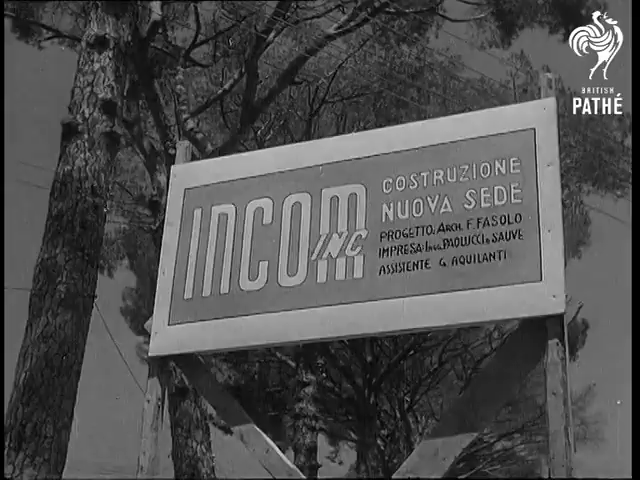 BRITISH
PATHÉ
INCOM
INC
COSTRUZIONE
NUOVA SEDE
PROGETTO: ARCH. F. FASOLO
IMPRESA: ING. PAOLUCCI & SAUVE
ASSISTENTE G. AQUILANTI